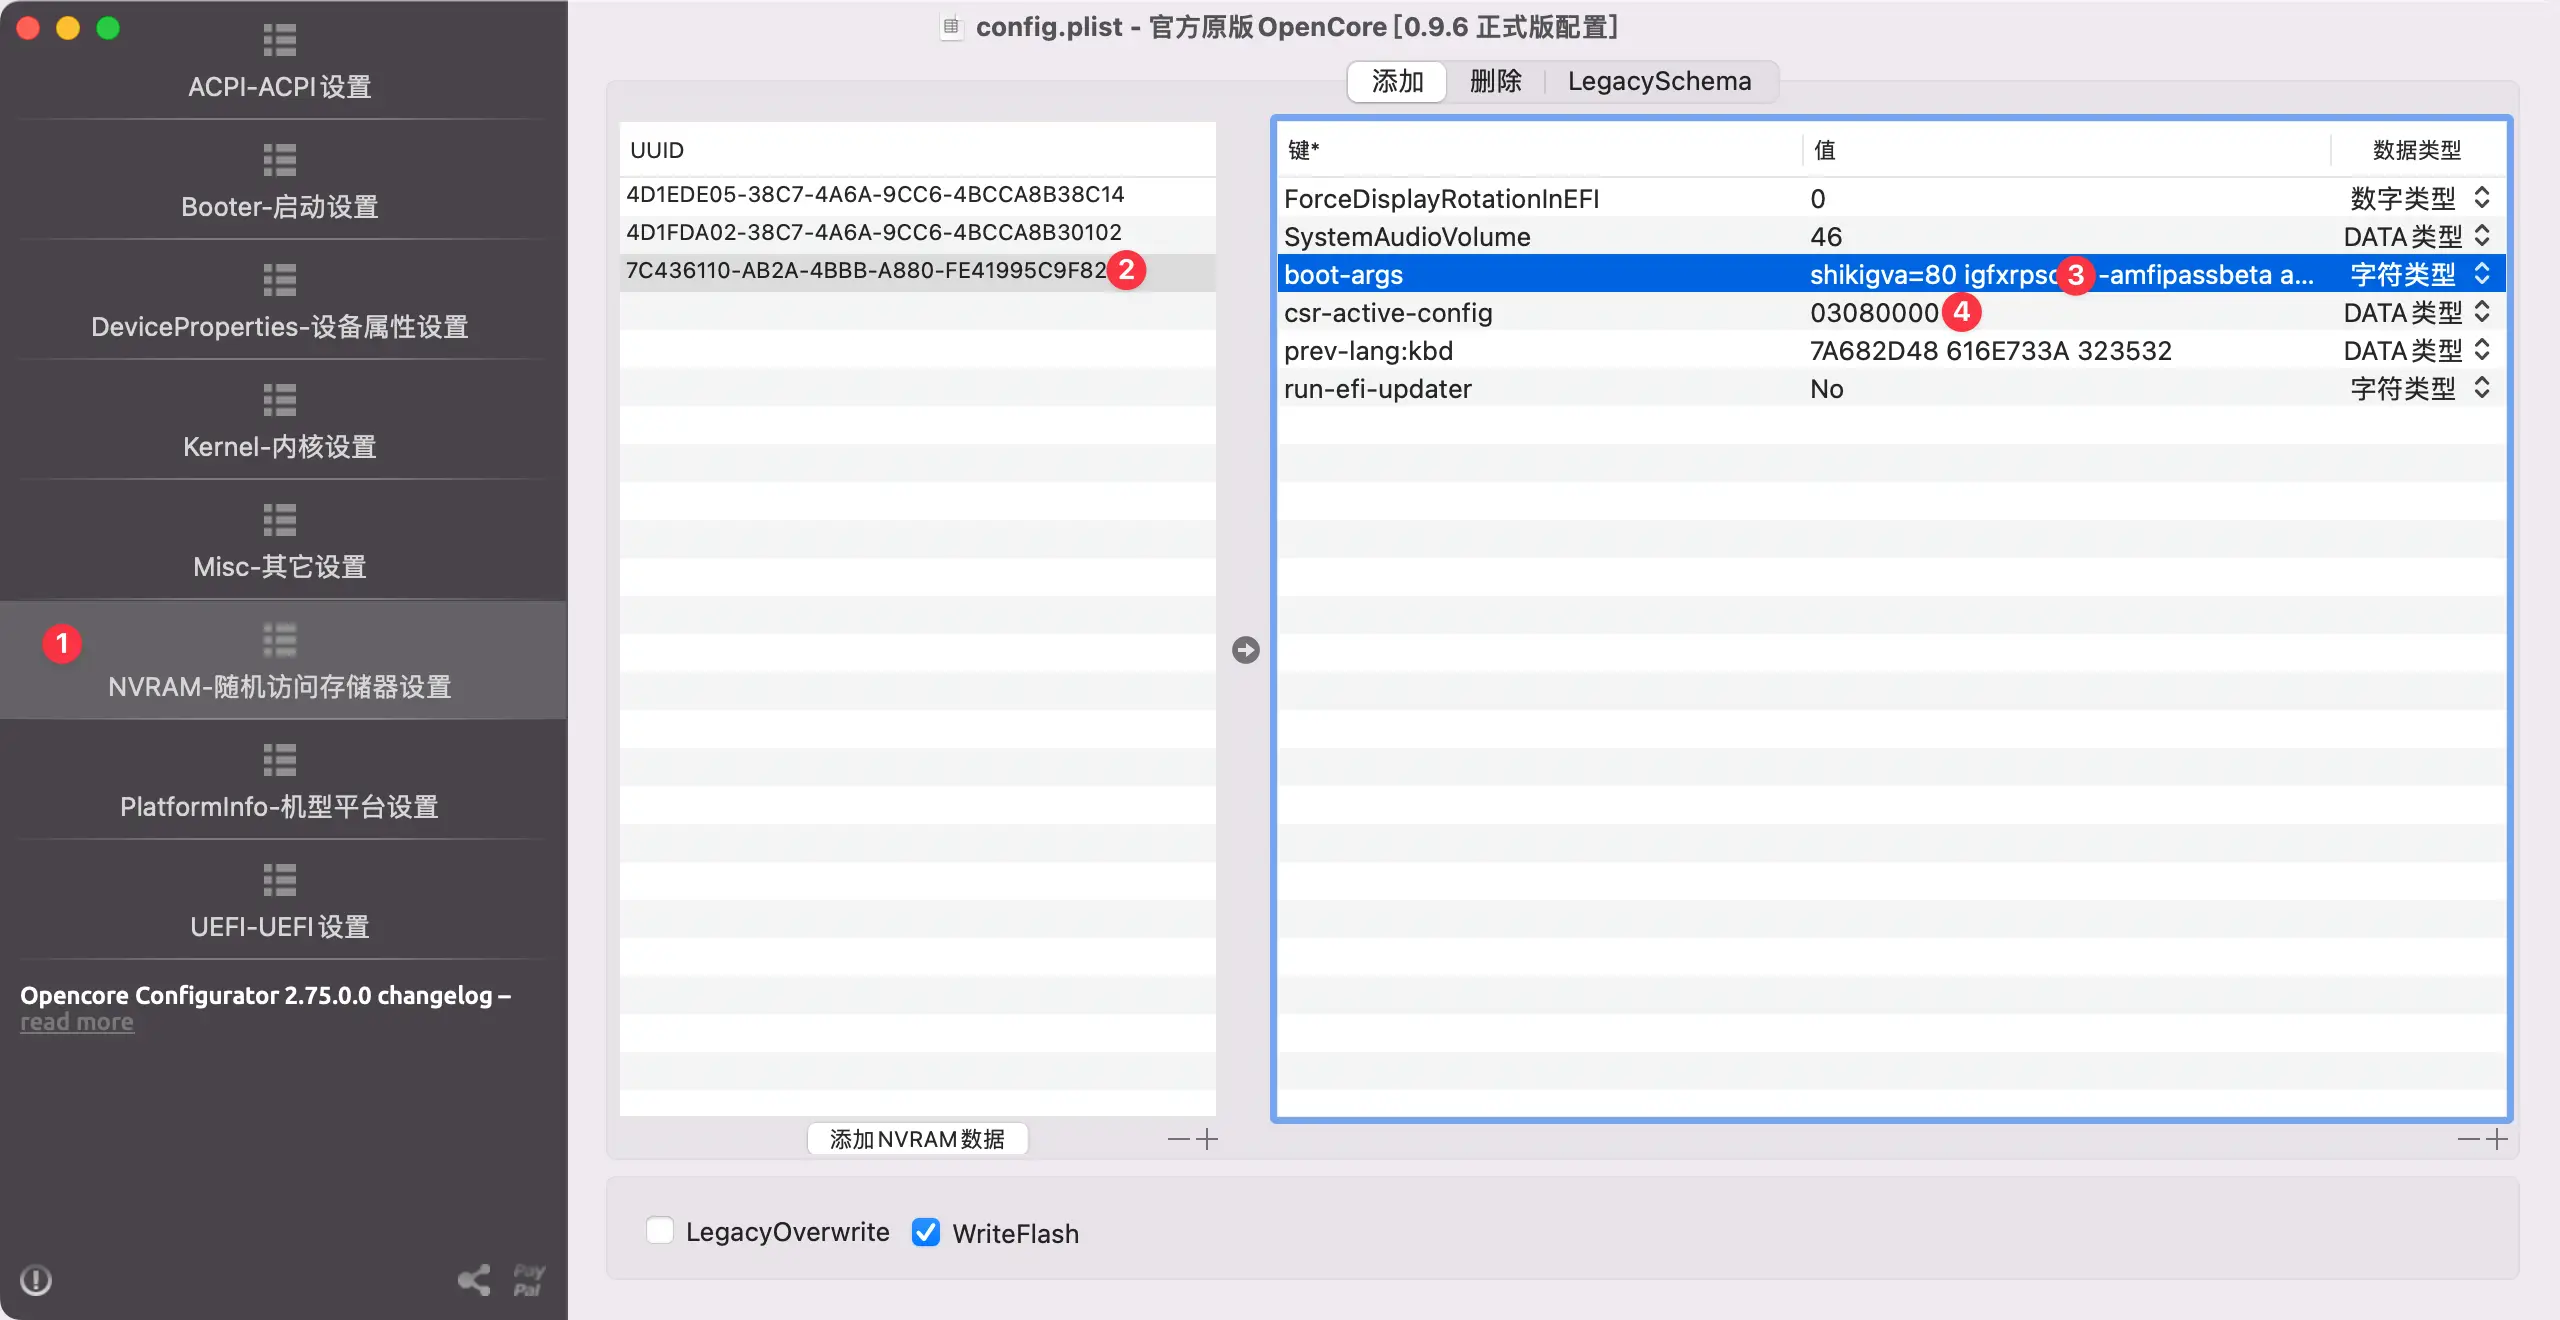 config.plist - 官方原版OpenCore[0.9.6 正式版配置]
ACPI-ACPI设置
Booter-启动设置
DeviceProperties-设备属性设置
Kernel-内核设置
Misc-其它设置
1
NVRAM-随机访问存储器设置
PlatformInfo-机型平台设置
UEFI-UEFI设置
Opencore Configurator 2.75.0.0 changelog –
read more
Pay
Pal
添加 删除 LegacySchema
UUID
4D1EDE05-38C7-4A6A-9CC6-4BCCA8B38C14
4D1FDA02-38C7-4A6A-9CC6-4BCCA8B30102
7C436110-AB2A-4BBB-A880-FE41995C9F82 2
添加NVRAM数据
键* 值 数据类型
ForceDisplayRotationInEFI 0 数字类型
SystemAudioVolume 46 DATA类型
boot-args shikigva=80 igfxrpsc 3 -amfipassbeta a... 字符类型
csr-active-config 03080000 4 DATA类型
prev-lang:kbd 7A682D48 616E733A 323532 DATA类型
run-efi-updater No 字符类型
LegacyOverwrite WriteFlash